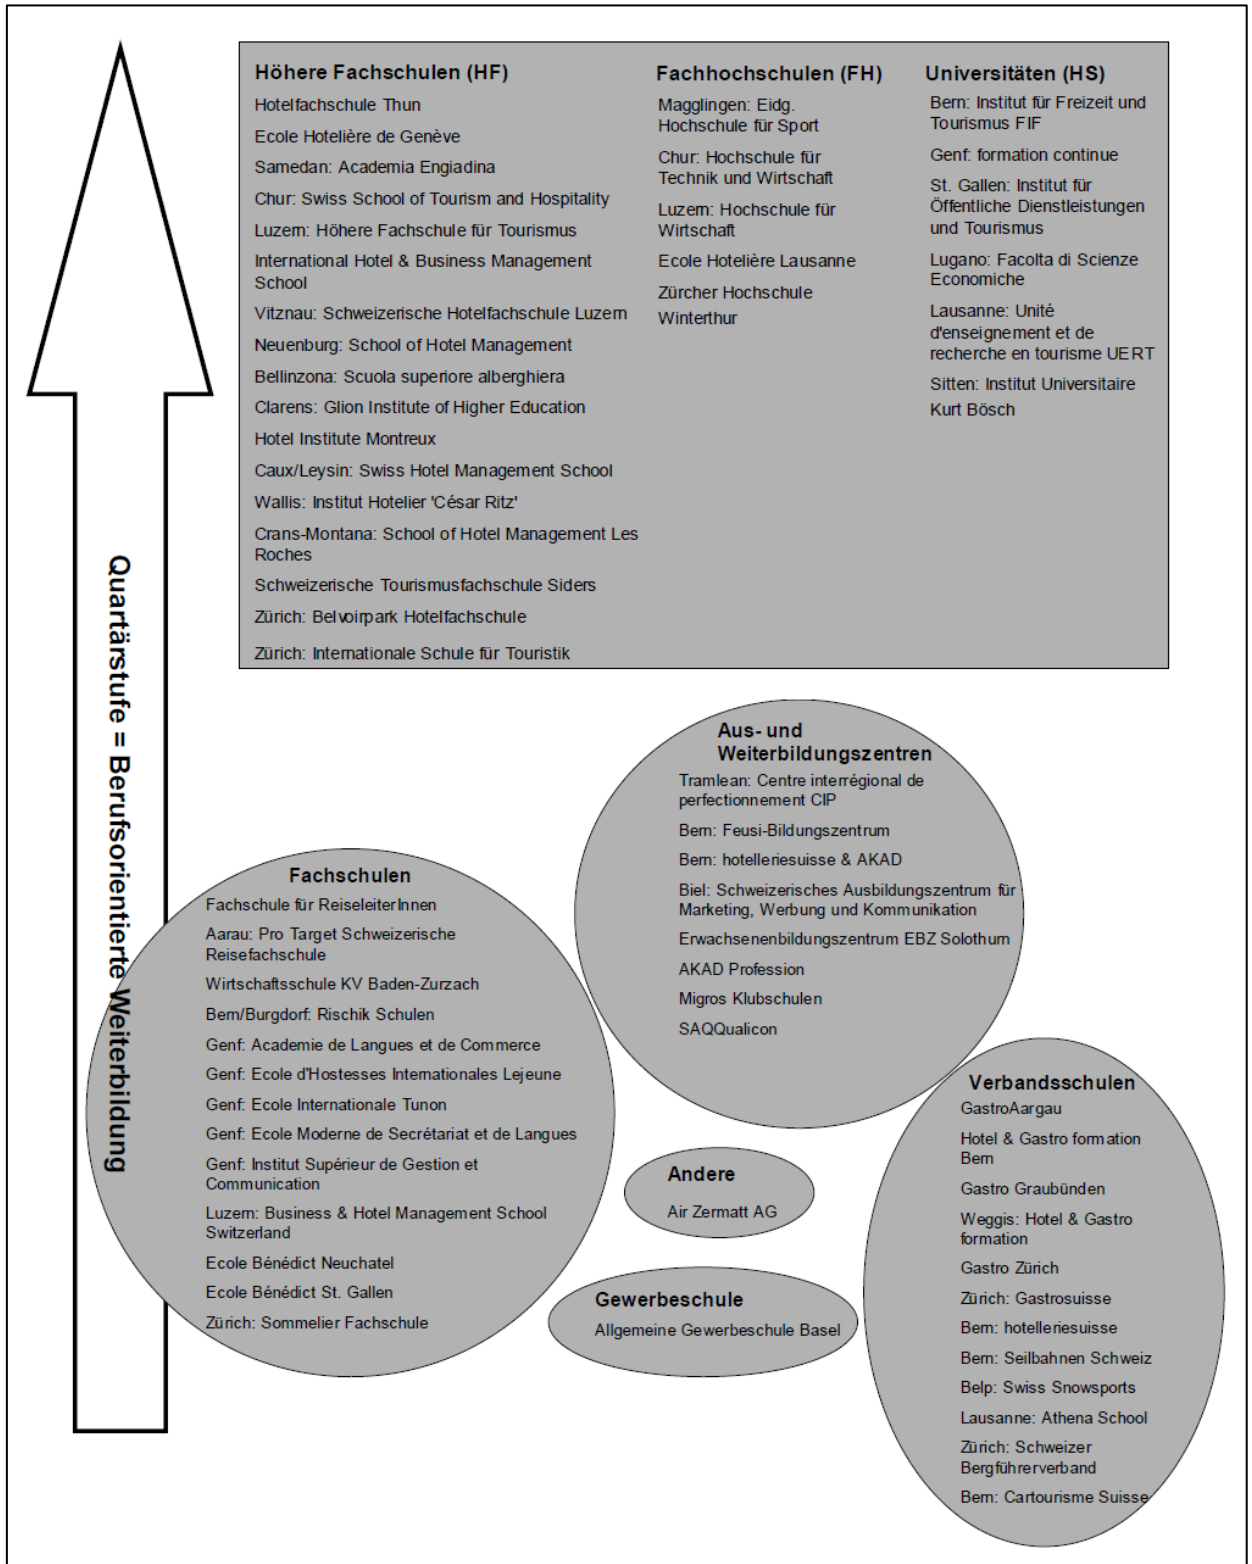 Höhere Fachschulen (HF)
Hotelfachschule Thun
Ecole Hotelière de Genève
Samedan: Academia Engiadina
Chur: Swiss School of Tourism and Hospitality
Luzern: Höhere Fachschule für Tourismus
International Hotel & Business Management
School
Vitznau: Schweizerische Hotelfachschule Luzern
Neuenburg: School of Hotel Management
Bellinzona: Scuola superiore alberghiera
Clarens: Glion Institute of Higher Education
Hotel Institute Montreux
Caux/Leysin: Swiss Hotel Management School
Wallis: Institut Hotelier 'César Ritz'
Crans-Montana: School of Hotel Management Les
Roches
Schweizerische Tourismusfachschule Siders
Zürich: Belvoirpark Hotelfachschule
Zürich: Internationale Schule für Touristik
Fachhochschulen (FH)
Magglingen: Eidg.
Hochschule für Sport
Chur: Hochschule für
Technik und Wirtschaft
Luzern: Hochschule für
Wirtschaft
Ecole Hotelière Lausanne
Zürcher Hochschule
Winterthur
Universitäten (HS)
Bern: Institut für Freizeit und
Tourismus FIF
Genf: formation continue
St. Gallen: Institut für
Öffentliche Dienstleistungen
und Tourismus
Lugano: Facolta di Scienze
Economiche
Lausanne: Unité
d'enseignement et de
recherche en tourisme UERT
Sitten: Institut Universitaire
Kurt Bösch
Quartärstufe = Berufsorientierte Weiterbildung
Aus- und
Weiterbildungszentren
Tramlean: Centre interrégional de
perfectionnement CIP
Bern: Feusi-Bildungszentrum
Bern: hotelleriesuisse & AKAD
Biel: Schweizerisches Ausbildungszentrum für
Marketing, Werbung und Kommunikation
Erwachsenenbildungszentrum EBZ Solothurn
AKAD Profession
Migros Klubschulen
SAQQualicon
Fachschulen
Fachschule für ReiseleiterInnen
Aarau: Pro Target Schweizerische
Reisefachschule
Wirtschaftsschule KV Baden-Zurzach
Bern/Burgdorf: Rischik Schulen
Genf: Academie de Langues et de Commerce
Genf: Ecole d'Hostesses Internationales Lejeune
Genf: Ecole Internationale Tunon
Genf: Ecole Moderne de Secrétariat et de Langues
Genf: Institut Supérieur de Gestion et
Communication
Luzern: Business & Hotel Management School
Switzerland
Ecole Bénédict Neuchatel
Ecole Bénédict St. Gallen
Zürich: Sommelier Fachschule
Andere
Air Zermatt AG
Gewerbeschule
Allgemeine Gewerbeschule Basel
Verbandsschulen
GastroAargau
Hotel & Gastro formation
Bern
Gastro Graubünden
Weggis: Hotel & Gastro
formation
Gastro Zürich
Zürich: Gastrosuisse
Bern: hotelleriesuisse
Bern: Seilbahnen Schweiz
Belp: Swiss Snowsports
Lausanne: Athena School
Zürich: Schweizer
Bergführerverband
Bern: Cartourisme Suisse